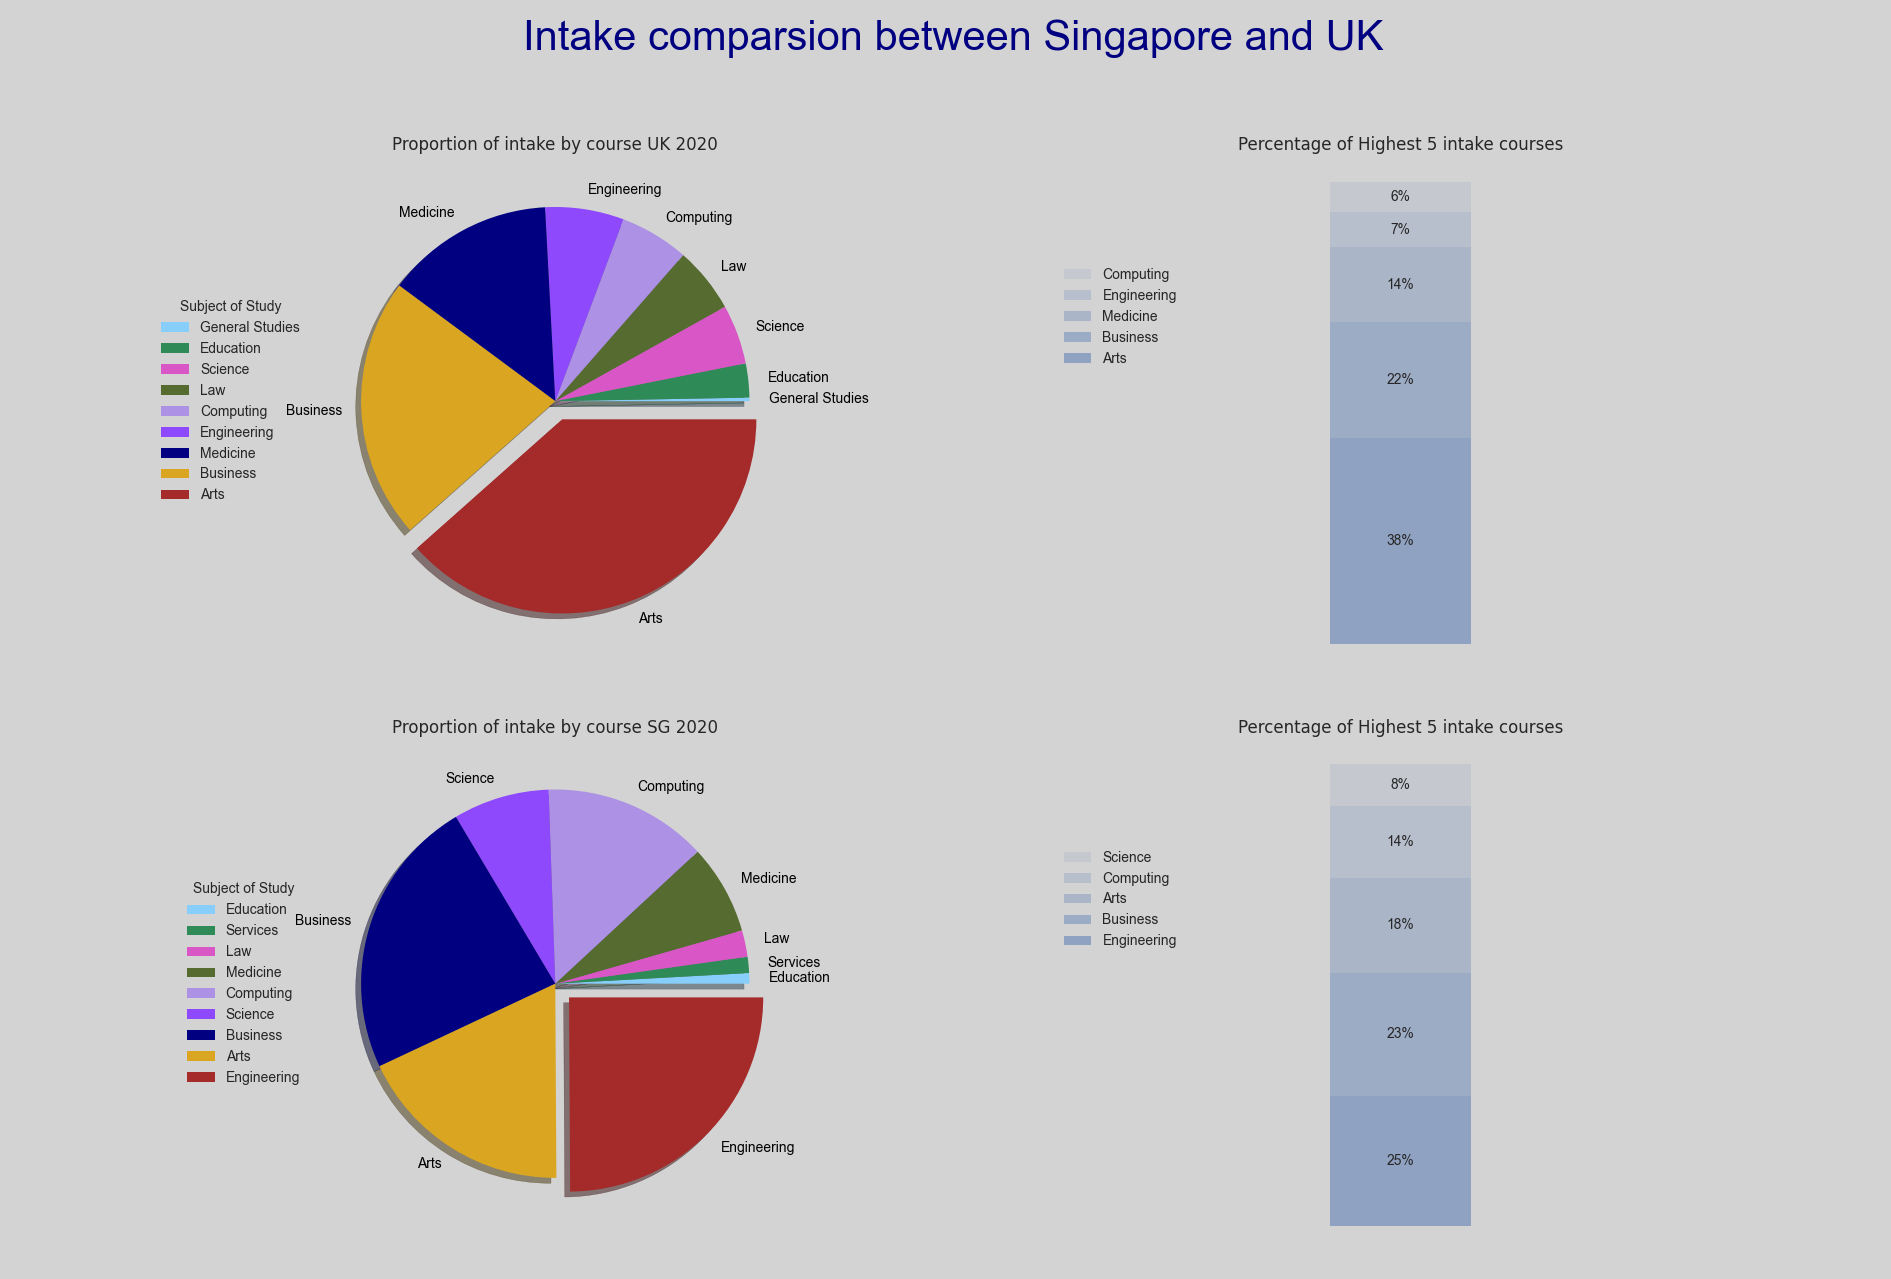 Intake comparsion between Singapore and UK
Proportion of intake by course UK 2020
Engineering
Medicine
Computing
Law
Science
Education
General Studies
Business
Arts
Subject of Study
General Studies
Education
Science
Law
Computing
Engineering
Medicine
Business
Arts
Percentage of Highest 5 intake courses
6%
7%
14%
22%
38%
Computing
Engineering
Medicine
Business
Arts
Proportion of intake by course SG 2020
Science
Computing
Medicine
Business
Law
Services
Education
Engineering
Arts
Subject of Study
Education
Services
Law
Medicine
Computing
Science
Business
Arts
Engineering
Percentage of Highest 5 intake courses
8%
14%
18%
23%
25%
Science
Computing
Arts
Business
Engineering